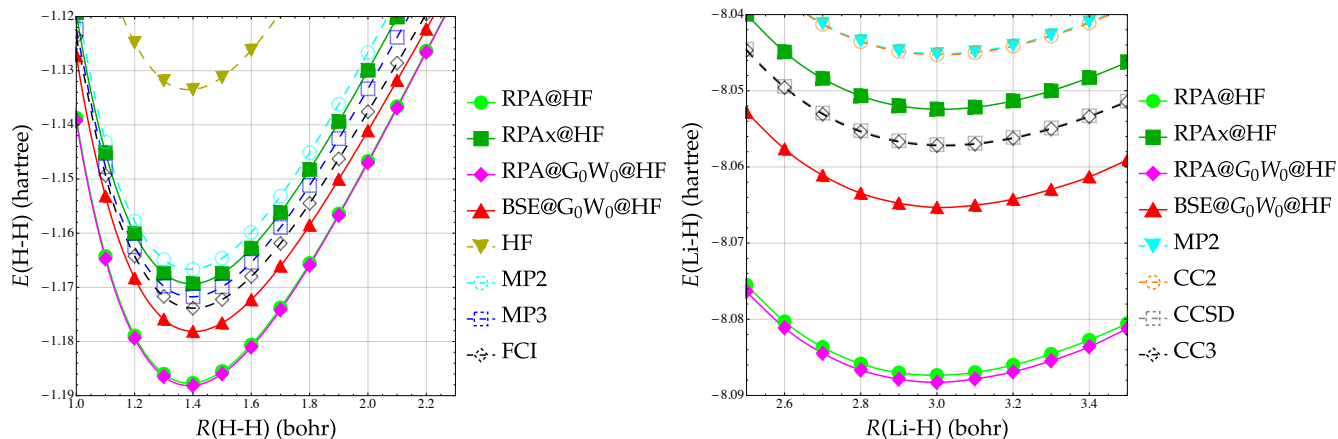 E(H-H) (hartree)
-1.12
-1.13
-1.14
-1.15
-1.16
-1.17
-1.18
-1.19
1.0
1.2
1.4
1.6
1.8
2.0
2.2
R(H-H) (bohr)
RPA@HF
RPAx@HF
RPA@G₀W₀@HF
BSE@G₀W₀@HF
HF
MP2
MP3
FCI
E(Li-H) (hartree)
-8.04
-8.05
-8.06
-8.07
-8.08
-8.09
2.6
2.8
3.0
3.2
3.4
R(Li-H) (bohr)
RPA@HF
RPAx@HF
RPA@G₀W₀@HF
BSE@G₀W₀@HF
MP2
CC2
CCSD
CC3